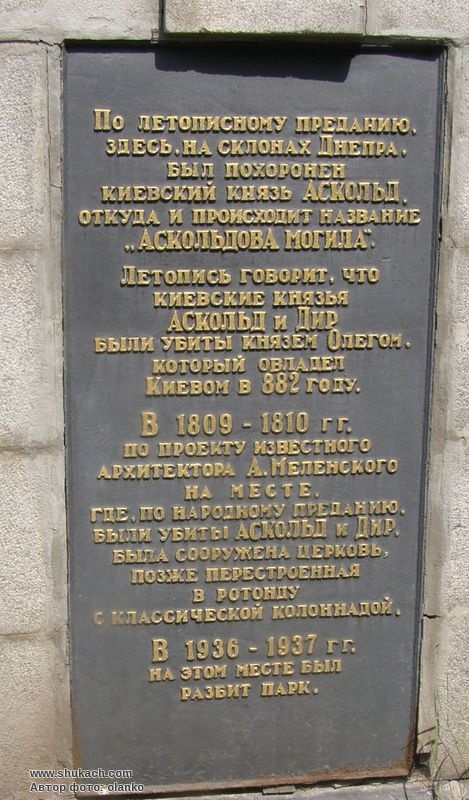 По летописному преданию,
здесь, на склонах Днепра,
был похоронен
киевский князь АСКОЛЬД,
откуда и происходит название
„АСКОЛЬДОВА МОГИЛА".
Летопись говорит, что
киевские князья
АСКОЛЬД и ДИР
были убиты князем Олегом,
который овладел
Киевом в 882 году.
В 1809 - 1810 гг.
по проекту известного
архитектора А. Меленского
на месте,
где, по народному преданию,
были убиты АСКОЛЬД и ДИР,
была сооружена церковь,
позже перестроенная
в ротонду
с классической колоннадой.
В 1936 - 1937 гг.
на этом месте был
разбит парк.
www.shukach.com
Автор фото: olanko